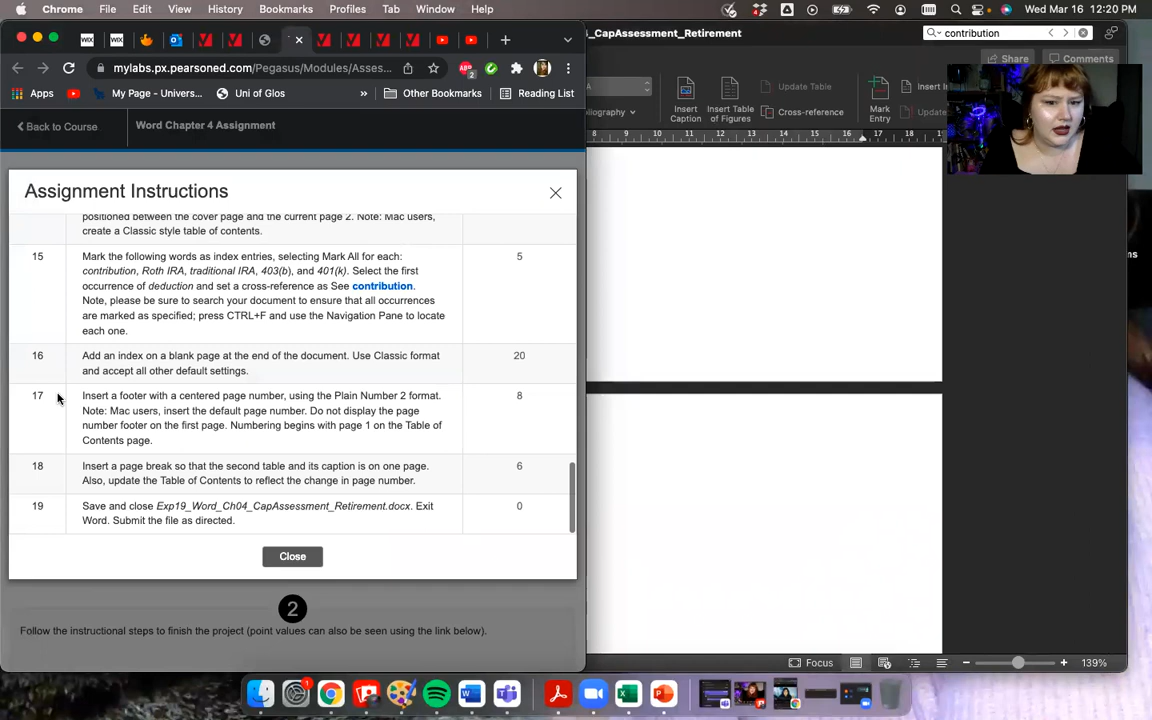 Chrome File Edit View History Bookmarks Profiles Tab Window Help Wed Mar 16 12:20 PM
_CapAssessment_Retirement contribution
mylabs.px.pearsoned.com/Pegasus/Modules/Asses... Share Comments
Apps My Page - Univers... Uni of Glos » Other Bookmarks Reading List
Update Table
Bibliography Insert Caption Insert Table of Figures Cross-reference Mark Entry
Back to Course Word Chapter 4 Assignment
8 9 10 11 12 13 14 15 16 17 18
Assignment Instructions
positioned between the cover page and the current page 2. Note: Mac users,
create a Classic style table of contents.
15 Mark the following words as index entries, selecting Mark All for each: 5
contribution, Roth IRA, traditional IRA, 403(b), and 401(k). Select the first
occurrence of deduction and set a cross-reference as See contribution.
Note, please be sure to search your document to ensure that all occurrences
are marked as specified; press CTRL+F and use the Navigation Pane to locate
each one.
16 Add an index on a blank page at the end of the document. Use Classic format 20
and accept all other default settings.
17 Insert a footer with a centered page number, using the Plain Number 2 format. 8
Note: Mac users, insert the default page number. Do not display the page
number footer on the first page. Numbering begins with page 1 on the Table of
Contents page.
18 Insert a page break so that the second table and its caption is on one page. 6
Also, update the Table of Contents to reflect the change in page number.
19 Save and close Exp19_Word_Ch04_CapAssessment_Retirement.docx. Exit 0
Word. Submit the file as directed.
Close
2
Follow the instructional steps to finish the project (point values can also be seen using the link below).
Focus 139%